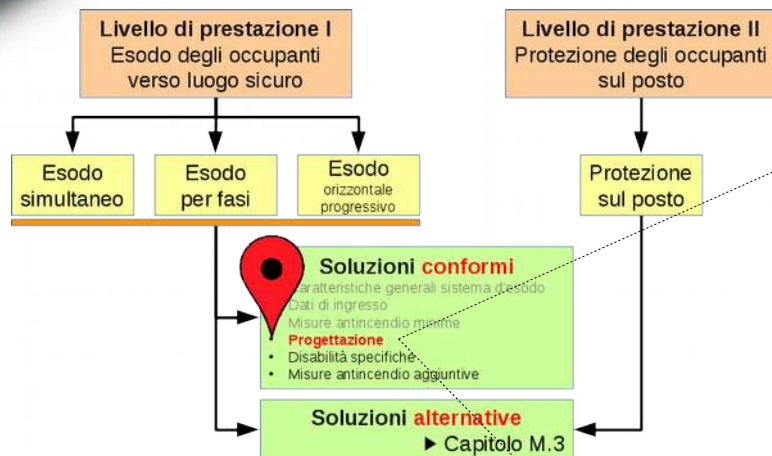 Livello di prestazione I
Esodo degli occupanti
verso luogo sicuro
Livello di prestazione II
Protezione degli occupanti
sul posto
Esodo
simultaneo
Esodo
per fasi
Esodo
orizzontale
progressivo
Protezione
sul posto
Soluzioni conformi
Caratteristiche generali sistema d'esodo
Dati di ingresso
Misure antincendio minime
• Progettazione
• Disabilità specifiche
• Misure antincendio aggiuntive
Soluzioni alternative
▶ Capitolo M.3